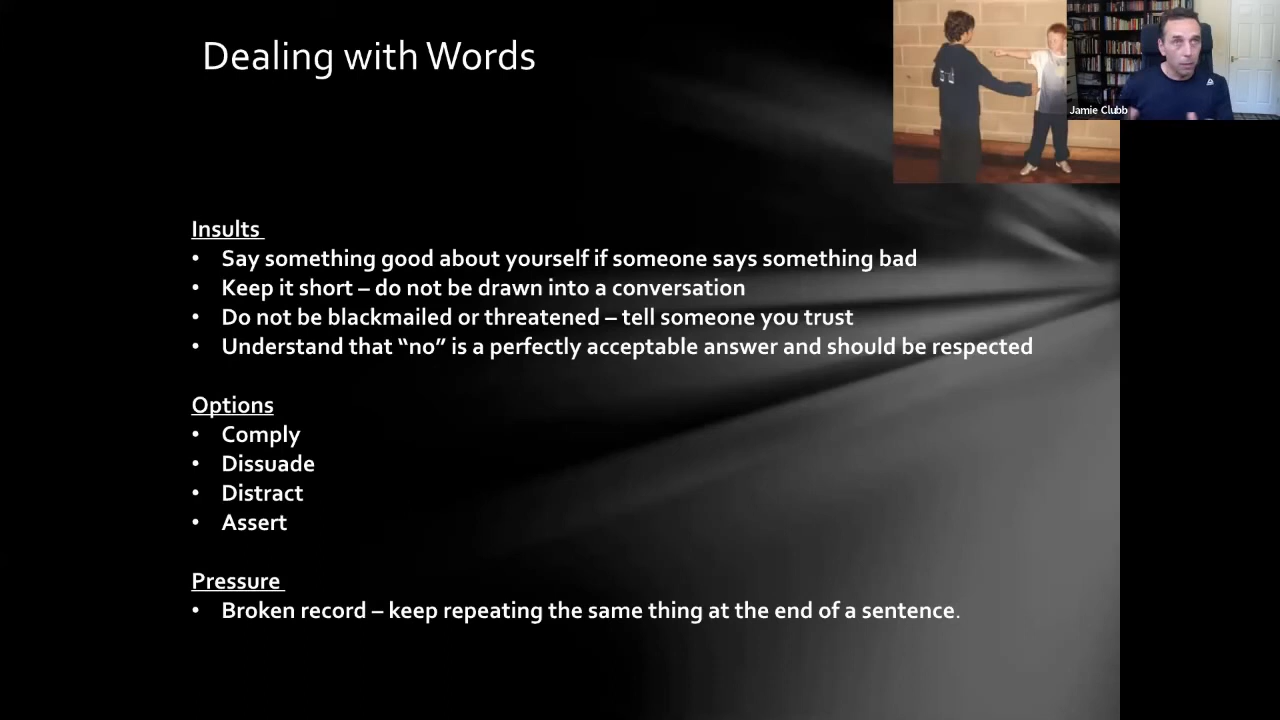 Dealing with Words
Jamie Clubb
Insults
• Say something good about yourself if someone says something bad
• Keep it short – do not be drawn into a conversation
• Do not be blackmailed or threatened – tell someone you trust
• Understand that “no” is a perfectly acceptable answer and should be respected
Options
• Comply
• Dissuade
• Distract
• Assert
Pressure
• Broken record – keep repeating the same thing at the end of a sentence.